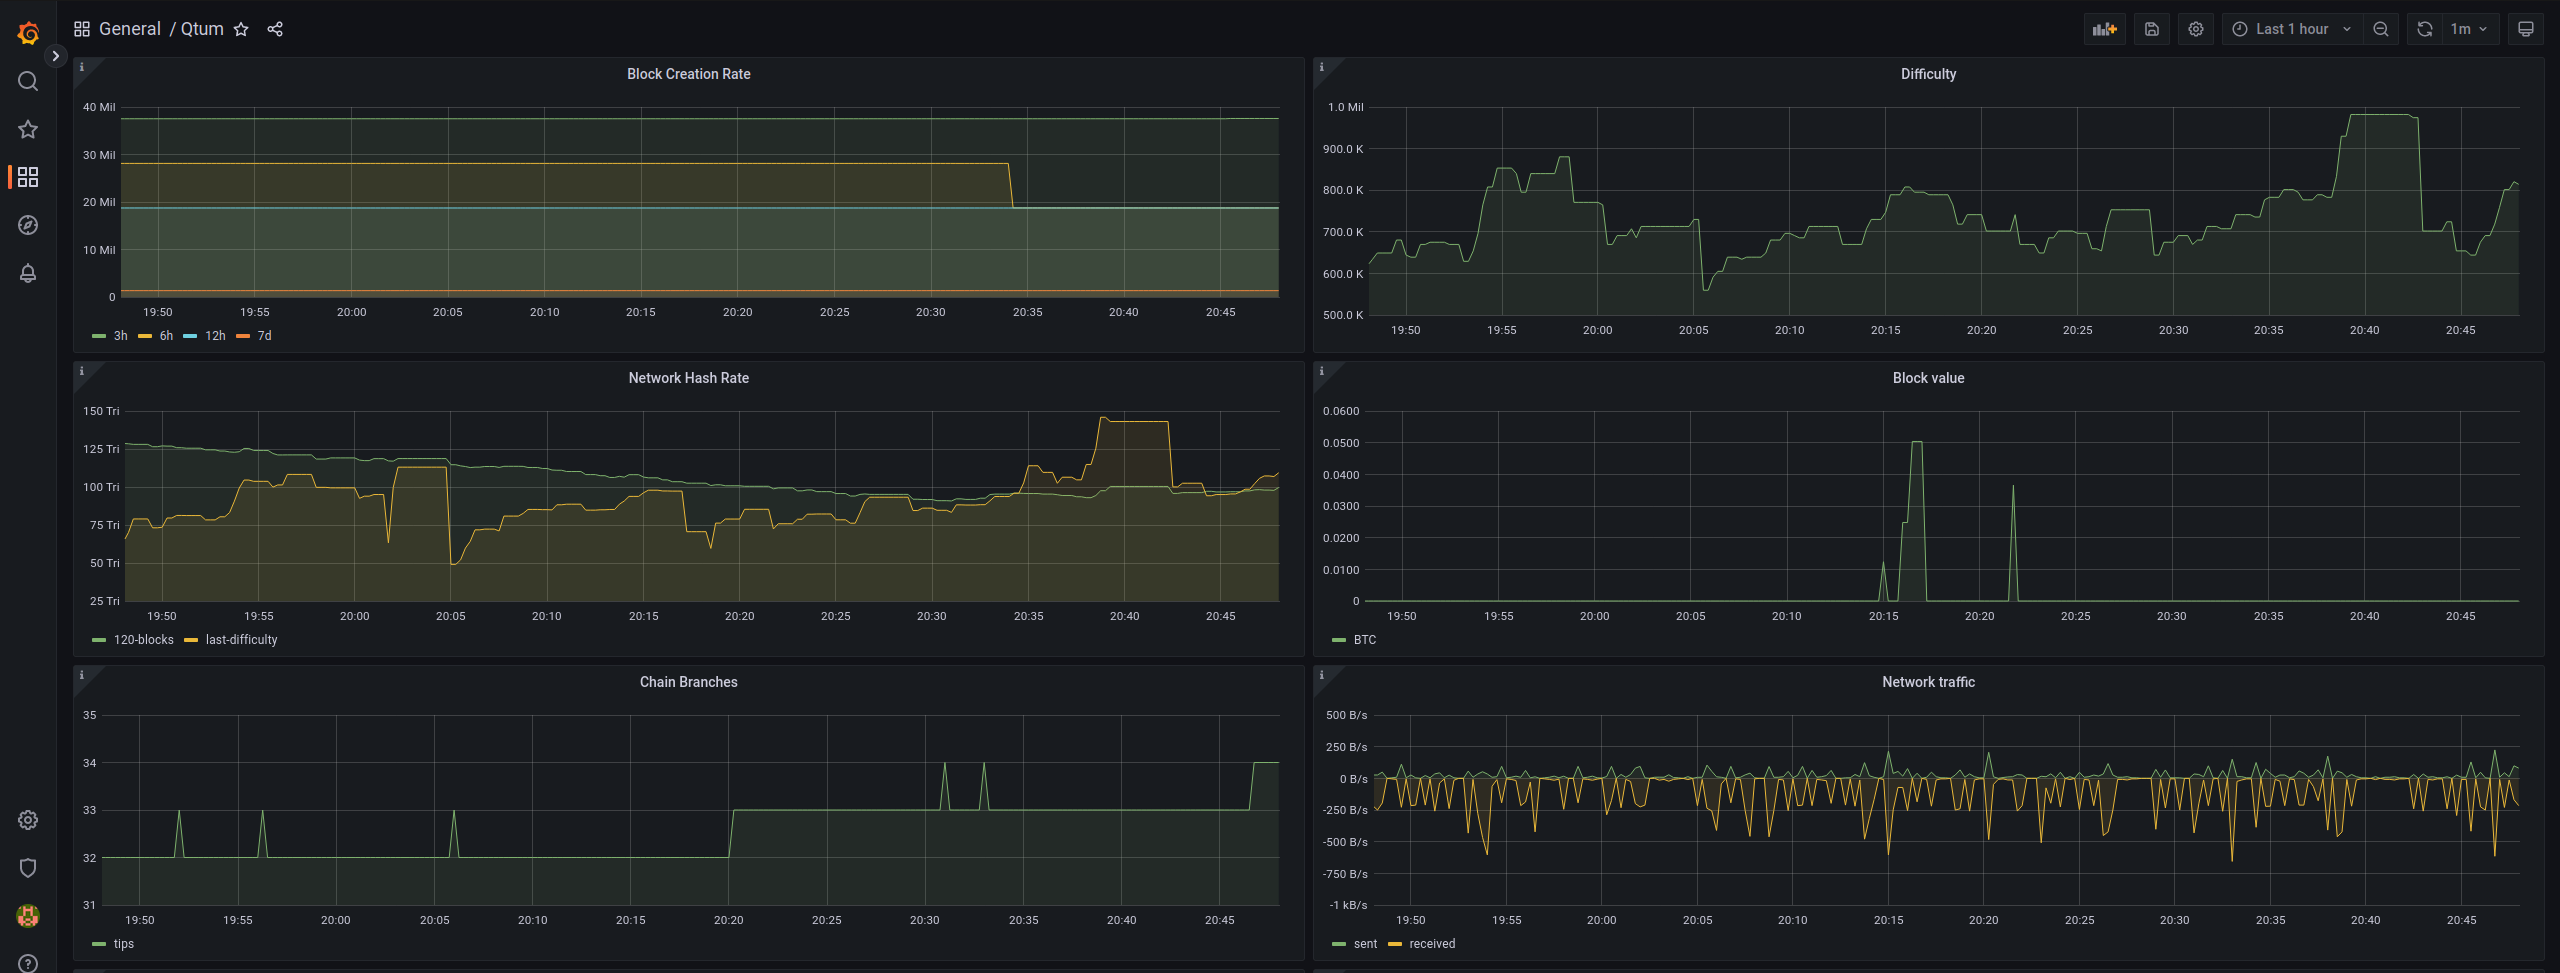 General / Qtum
Last 1 hour
1m
Block Creation Rate
40 Mil
30 Mil
20 Mil
10 Mil
0
19:50 19:55 20:00 20:05 20:10 20:15 20:20 20:25 20:30 20:35 20:40 20:45
3h 6h 12h 7d
Difficulty
1.0 Mil
900.0 K
800.0 K
700.0 K
600.0 K
500.0 K
19:50 19:55 20:00 20:05 20:10 20:15 20:20 20:25 20:30 20:35 20:40 20:45
Network Hash Rate
150 Tri
125 Tri
100 Tri
75 Tri
50 Tri
25 Tri
19:50 19:55 20:00 20:05 20:10 20:15 20:20 20:25 20:30 20:35 20:40 20:45
120-blocks last-difficulty
Block value
0.0600
0.0500
0.0400
0.0300
0.0200
0.0100
0
19:50 19:55 20:00 20:05 20:10 20:15 20:20 20:25 20:30 20:35 20:40 20:45
BTC
Chain Branches
35
34
33
32
31
19:50 19:55 20:00 20:05 20:10 20:15 20:20 20:25 20:30 20:35 20:40 20:45
tips
Network traffic
500 B/s
250 B/s
0 B/s
-250 B/s
-500 B/s
-750 B/s
-1 kB/s
19:50 19:55 20:00 20:05 20:10 20:15 20:20 20:25 20:30 20:35 20:40 20:45
sent received